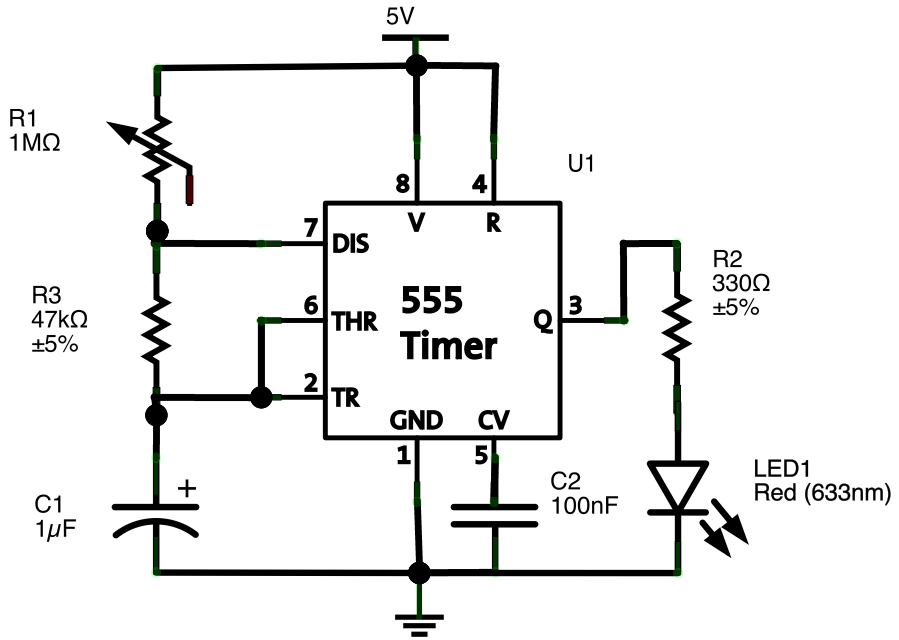 5V
R1
1MΩ
U1
8
4
V
R
7
DIS
R2
330Ω
±5%
R3
47kΩ
±5%
555
Timer
6
THR
Q
3
2
TR
GND
CV
1
5
LED1
Red (633nm)
C2
100nF
+
C1
1µF